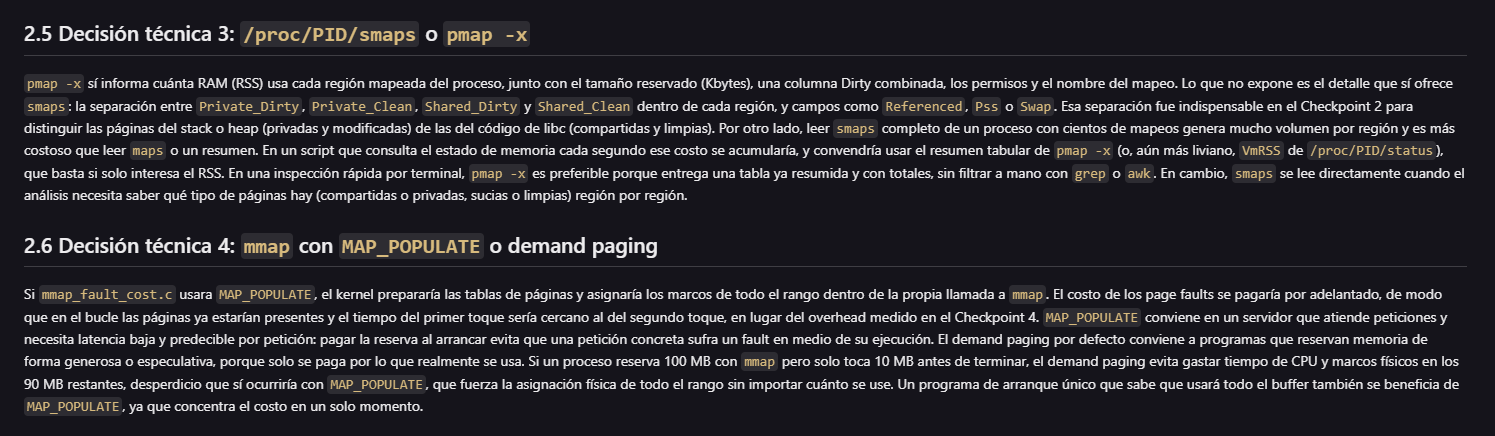 2.5 Decisión técnica 3: /proc/PID/smaps o pmap -x
pmap -x sí informa cuánta RAM (RSS) usa cada región mapeada del proceso, junto con el tamaño reservado (Kbytes), una columna Dirty combinada, los permisos y el nombre del mapeo. Lo que no expone es el detalle que sí ofrece
smaps: la separación entre Private_Dirty, Private_Clean, Shared_Dirty y Shared_Clean dentro de cada región, y campos como Referenced, Pss o Swap. Esa separación fue indispensable en el Checkpoint 2 para
distinguir las páginas del stack o heap (privadas y modificadas) de las del código de libc (compartidas y limpias). Por otro lado, leer smaps completo de un proceso con cientos de mapeos genera mucho volumen por región y es más
costoso que leer maps o un resumen. En un script que consulta el estado de memoria cada segundo ese costo se acumularía, y convendría usar el resumen tabular de pmap -x (o, aún más liviano, VmRSS de /proc/PID/status),
que basta si solo interesa el RSS. En una inspección rápida por terminal, pmap -x es preferible porque entrega una tabla ya resumida y con totales, sin filtrar a mano con grep o awk. En cambio, smaps se lee directamente cuando el
análisis necesita saber qué tipo de páginas hay (compartidas o privadas, sucias o limpias) región por región.
2.6 Decisión técnica 4: mmap con MAP_POPULATE o demand paging
Si mmap_fault_cost.c usara MAP_POPULATE, el kernel prepararía las tablas de páginas y asignaría los marcos de todo el rango dentro de la propia llamada a mmap. El costo de los page faults se pagaría por adelantado, de modo
que en el bucle las páginas ya estarían presentes y el tiempo del primer toque sería cercano al del segundo toque, en lugar del overhead medido en el Checkpoint 4. MAP_POPULATE conviene en un servidor que atiende peticiones y
necesita latencia baja y predecible por petición: pagar la reserva al arrancar evita que una petición concreta sufra un fault en medio de su ejecución. El demand paging por defecto conviene a programas que reservan memoria de
forma generosa o especulativa, porque solo se paga por lo que realmente se usa. Si un proceso reserva 100 MB con mmap pero solo toca 10 MB antes de terminar, el demand paging evita gastar tiempo de CPU y marcos físicos en los
90 MB restantes, desperdicio que sí ocurriría con MAP_POPULATE, que fuerza la asignación física de todo el rango sin importar cuánto se use. Un programa de arranque único que sabe que usará todo el buffer también se beneficia de
MAP_POPULATE, ya que concentra el costo en un solo momento.